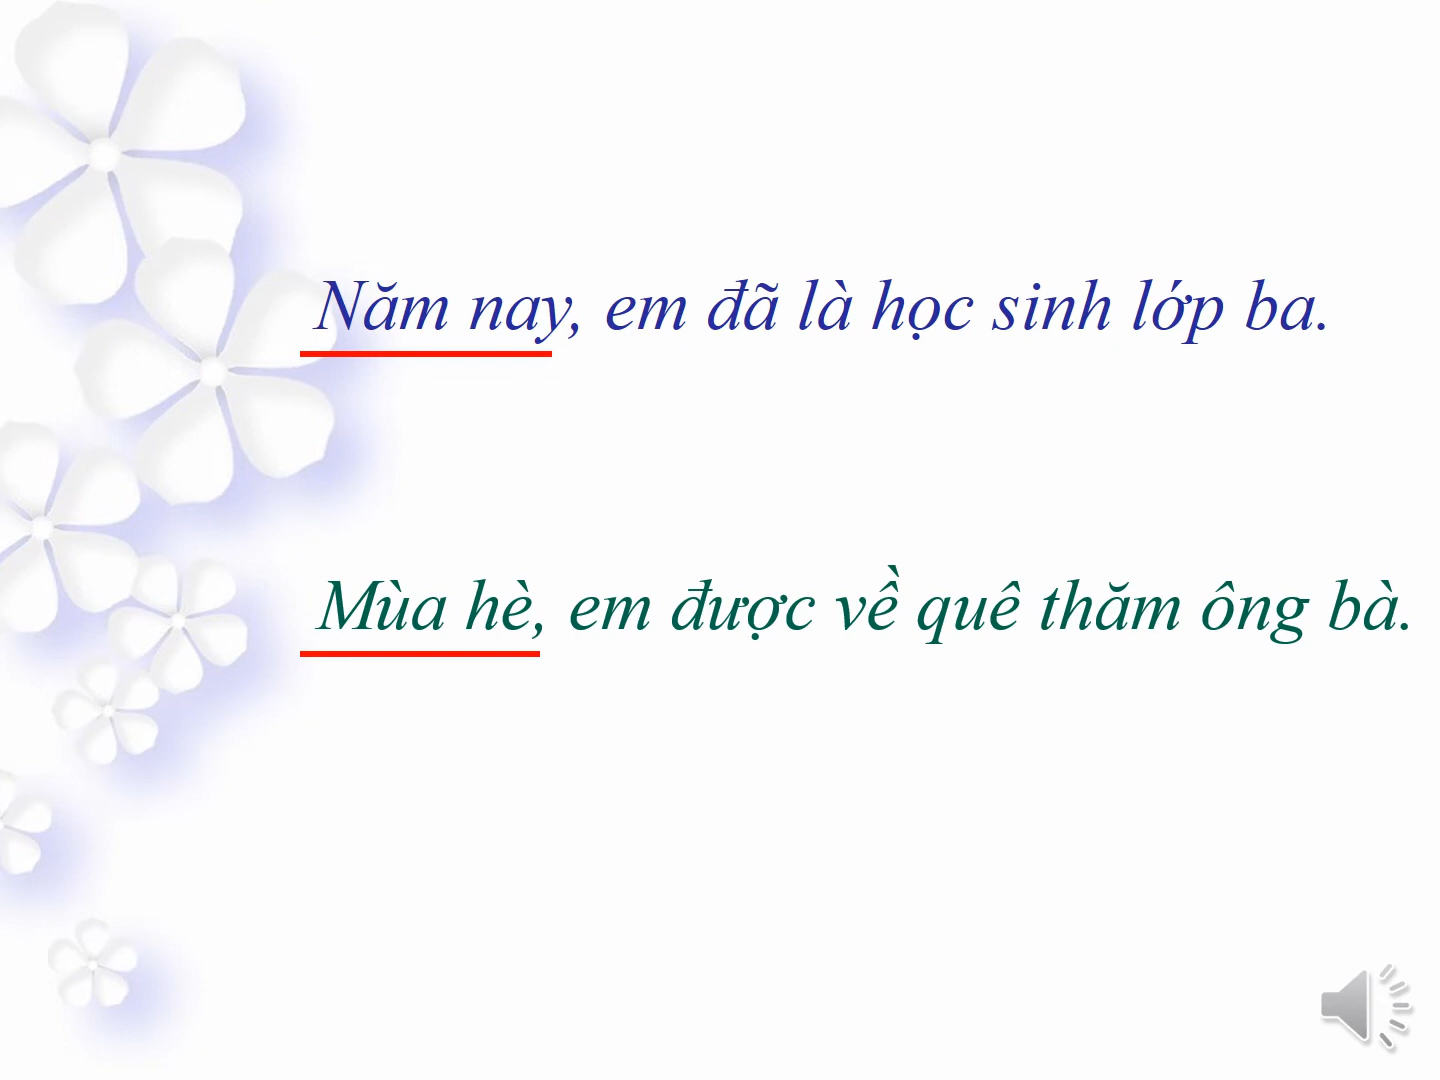 Năm nay, em đã là học sinh lớp ba.
Mùa hè, em được về quê thăm ông bà.